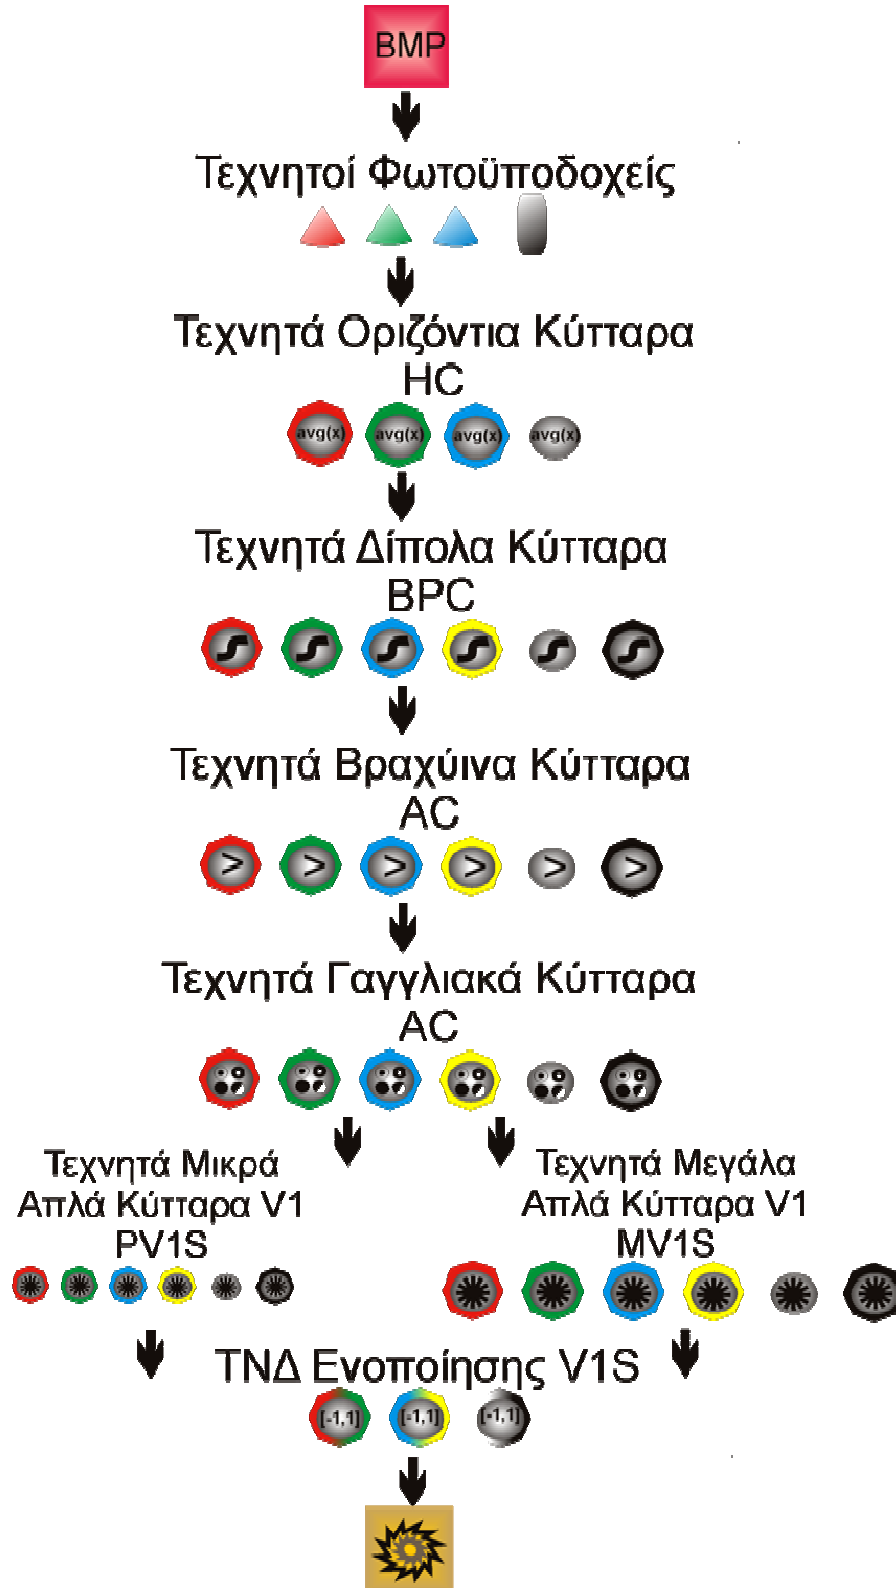 BMP
Τεχνητοί Φωτοϋποδοχείς
Τεχνητά Οριζόντια Κύτταρα
HC
avg(x) avg(x) avg(x) avg(x)
Τεχνητά Δίπολα Κύτταρα
BPC
Τεχνητά Βραχύινα Κύτταρα
AC
> > > > > >
Τεχνητά Γαγγλιακά Κύτταρα
AC
Τεχνητά Μικρά
Απλά Κύτταρα V1
PV1S
Τεχνητά Μεγάλα
Απλά Κύτταρα V1
MV1S
ΤΝΔ Ενοποίησης V1S
[-1,1] [-1,1] [-1,1]